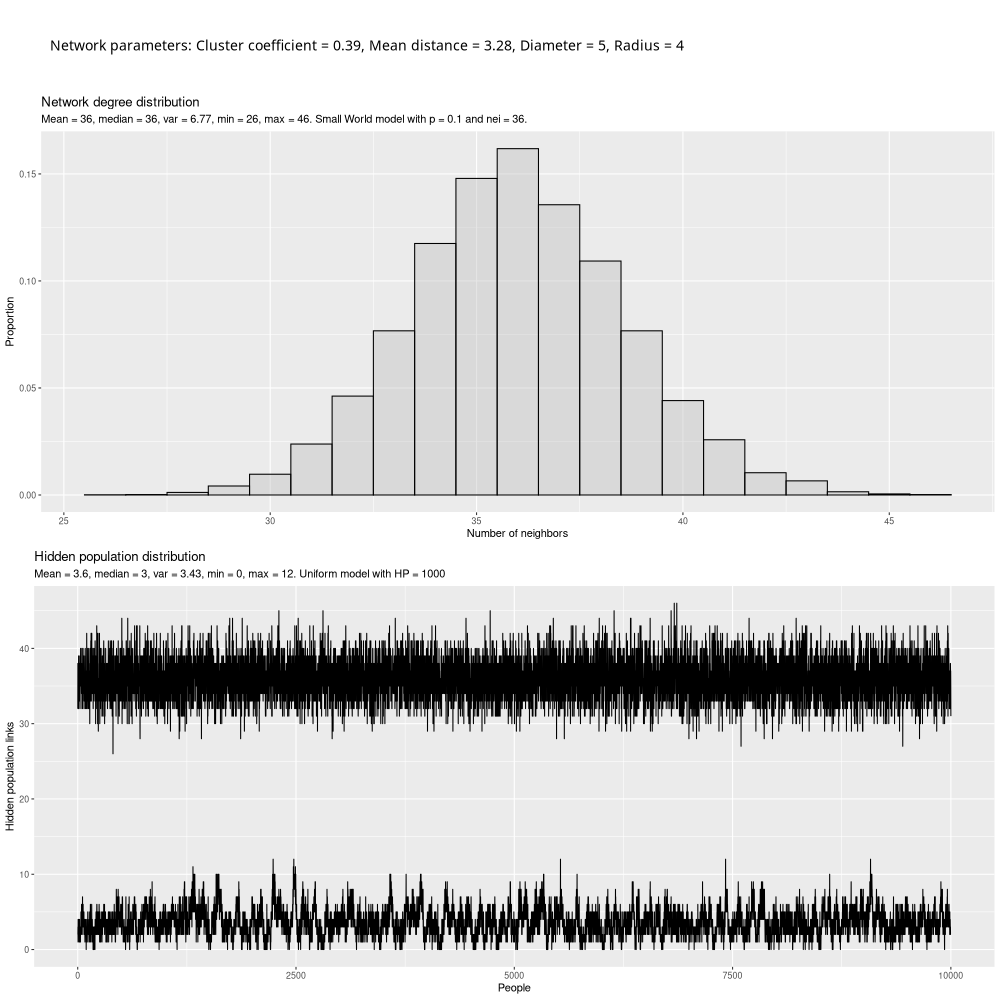 Network parameters: Cluster coefficient = 0.39, Mean distance = 3.28, Diameter = 5, Radius = 4
Network degree distribution
Mean = 36, median = 36, var = 6.77, min = 26, max = 46. Small World model with p = 0.1 and nei = 36.
0.15
0.10
0.05
0.00
Proportion
25 30 35 40 45
Number of neighbors
Hidden population distribution
Mean = 3.6, median = 3, var = 3.43, min = 0, max = 12. Uniform model with HP = 1000
40
30
20
10
0
Hidden population links
0 2500 5000 7500 10000
People